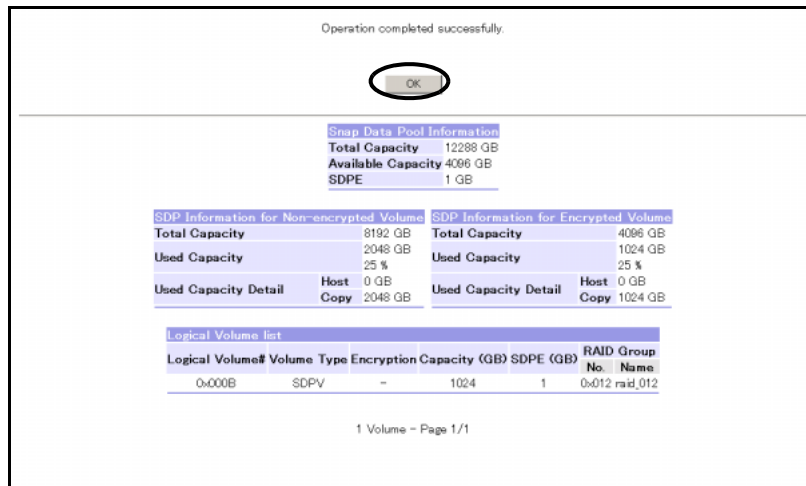 Operation completed successfully.
OK
Snap Data Pool Information
Total Capacity 12288 GB
Available Capacity 4096 GB
SDPE 1 GB
SDP Information for Non-encrypted Volume
Total Capacity 8192 GB
Used Capacity 2048 GB
25 %
Used Capacity Detail Host 0 GB
Copy 2048 GB
SDP Information for Encrypted Volume
Total Capacity 4096 GB
Used Capacity 1024 GB
25 %
Used Capacity Detail Host 0 GB
Copy 1024 GB
Logical Volume list
Logical Volume# Volume Type Encryption Capacity (GB) SDPE (GB) RAID Group
No. Name
0x000B SDPV - 1024 1 0x012 raid_012
1 Volume - Page 1/1